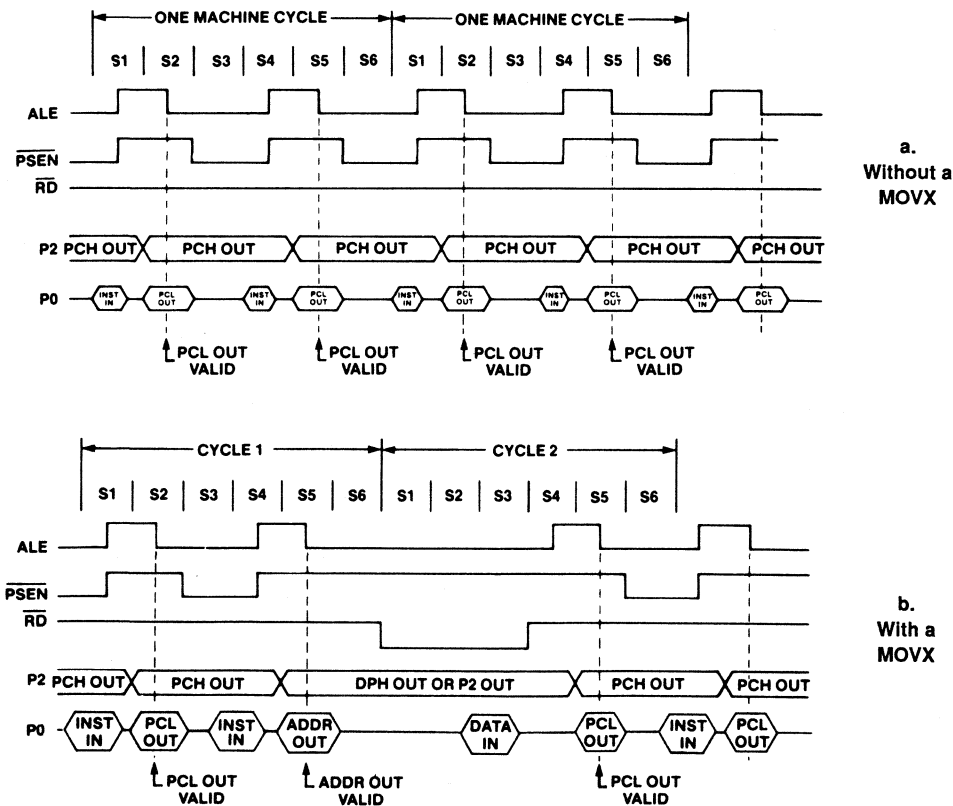 ONE MACHINE CYCLE ONE MACHINE CYCLE
S1 S2 S3 S4 S5 S6 S1 S2 S3 S4 S5 S6
ALE
PSEN
RD
P2 PCH OUT PCH OUT PCH OUT PCH OUT PCH OUT PCH OUT
P0 INST IN PCL OUT INST IN PCL OUT INST IN PCL OUT INST IN PCL OUT INST IN PCL OUT
PCL OUT VALID PCL OUT VALID PCL OUT VALID PCL OUT VALID
a.
Without a
MOVX
CYCLE 1 CYCLE 2
S1 S2 S3 S4 S5 S6 S1 S2 S3 S4 S5 S6
ALE
PSEN
RD
P2 PCH OUT PCH OUT DPH OUT OR P2 OUT PCH OUT PCH OUT
P0 INST IN PCL OUT INST IN ADDR OUT DATA IN PCL OUT INST IN PCL OUT
PCL OUT VALID ADDR OUT VALID PCL OUT VALID
b.
With a
MOVX